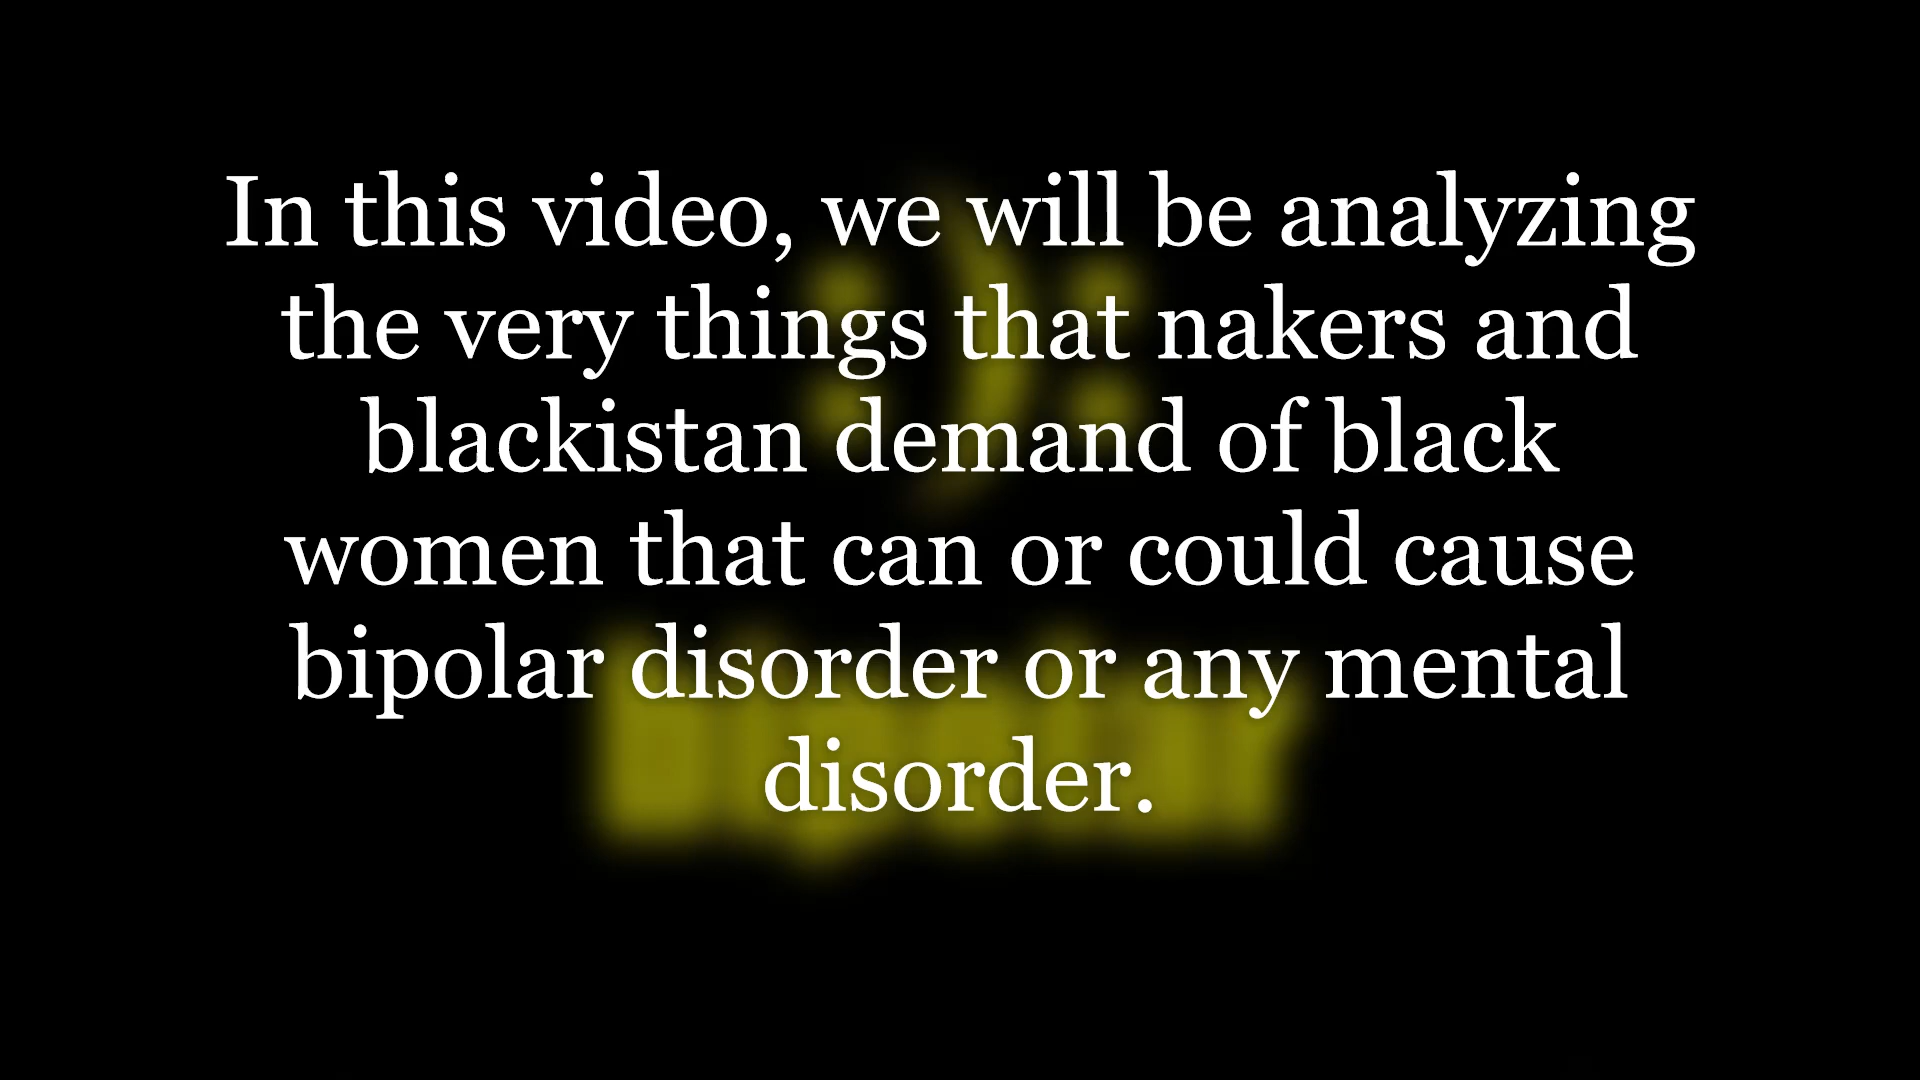 In this video, we will be analyzing
the very things that nakers and
blackistan demand of black
women that can or could cause
bipolar disorder or any mental
disorder.